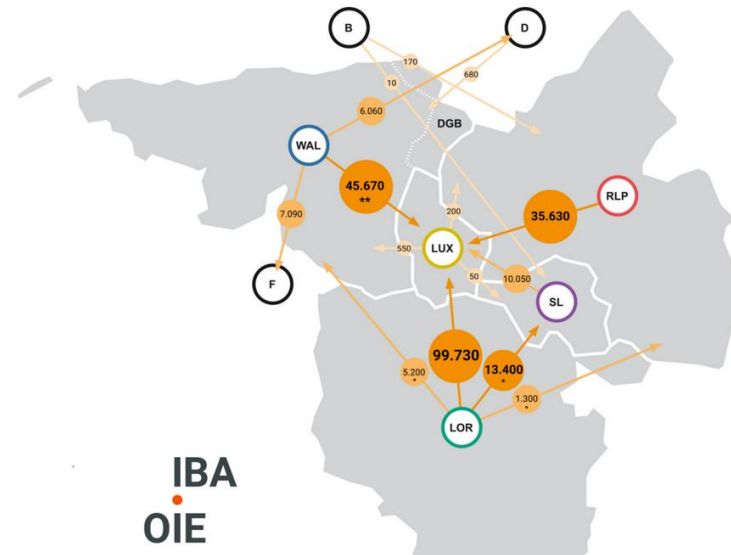 B
D
170
10
680
6.060
DGB
WAL
45.670
**
RLP
7.090
200
35.630
LUX
550
50
10.050
F
SL
99.730
13.400
*
5.200
*
1.300
*
LOR
IBA
OIE